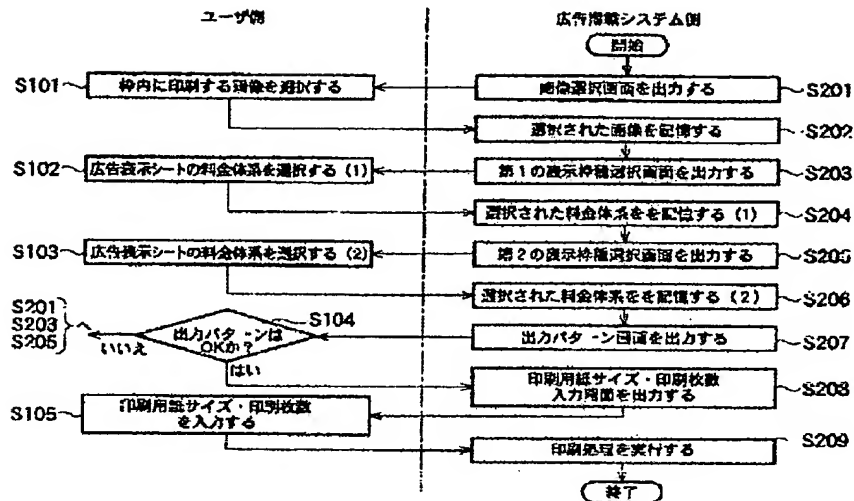 ユーザ側
広告掲載システム側
開始
S101
枠内に印刷する画像を選択する
画像選択画面を出力する
S201
選択された画像を記憶する
S202
S102
広告表示シートの料金体系を選択する (1)
第1の表示枠種選択画面を出力する
S203
選択された料金体系をを記憶する (1)
S204
S103
広告表示シートの料金体系を選択する (2)
第2の表示枠種選択画面を出力する
S205
選択された料金体系をを記憶する (2)
S206
S201
S203
S205
いいえ
出力パターンは
OKか?
S104
はい
出力パターン画面を出力する
S207
印刷用紙サイズ・印刷枚数
入力画面を出力する
S208
S105
印刷用紙サイズ・印刷枚数
を入力する
印刷処理を実行する
S209
終了